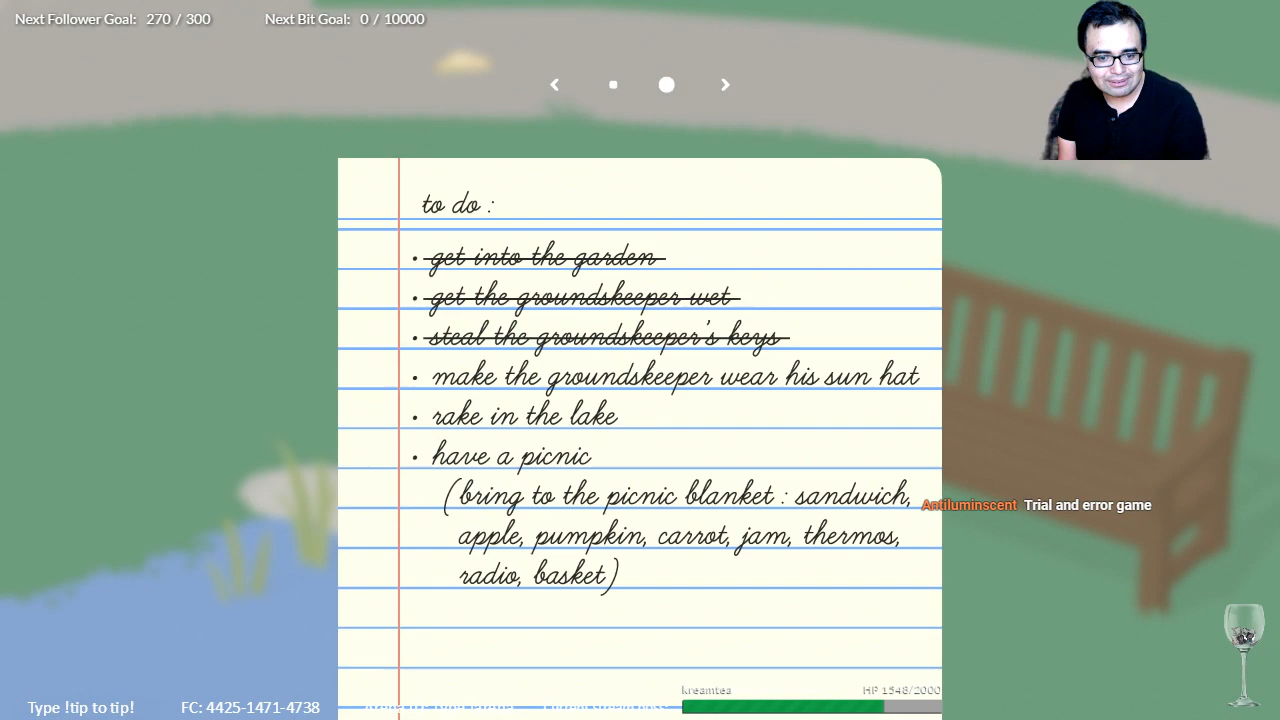 Next Follower Goal: 270 / 300 Next Bit Goal: 0 / 10000
to do :
• get into the garden
• get the groundskeeper wet
• steal the groundskeeper's keys
• make the groundskeeper wear his sun hat
• rake in the lake
• have a picnic
(bring to the picnic blanket : sandwich,
apple, pumpkin, carrot, jam, thermos,
radio, basket)
Antiluminscent Trial and error game
kreamtea HP 1548/2000
Type !tip to tip! FC: 4425-1471-4738